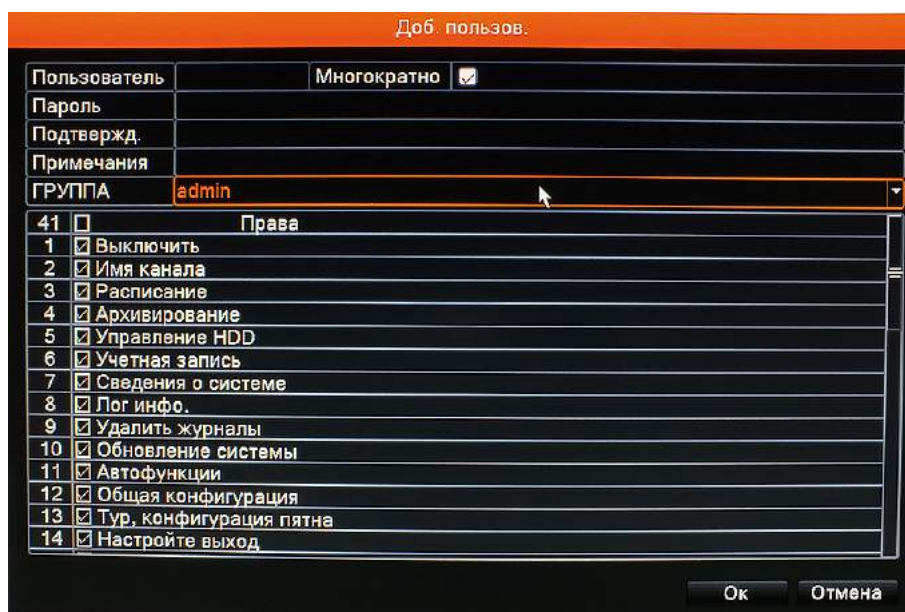 Доб. пользов.
Пользователь Многократно
Пароль
Подтвержд.
Примечания
ГРУППА admin
41 Права
1 Выключить
2 Имя канала
3 Расписание
4 Архивирование
5 Управление HDD
6 Учетная запись
7 Сведения о системе
8 Лог инфо.
9 Удалить журналы
10 Обновление системы
11 Автофункции
12 Общая конфигурация
13 Тур, конфигурация пятна
14 Настройте выход
Ок Отмена